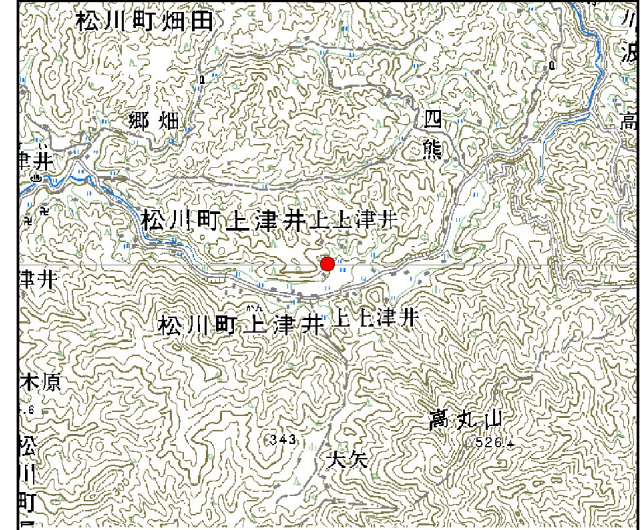 松川町畑田
郷畑
四熊
津井
松川町上津井
上上津井
津井
松川町上津井
上上津井
木原
高丸山
526.4
343
大矢
松川町